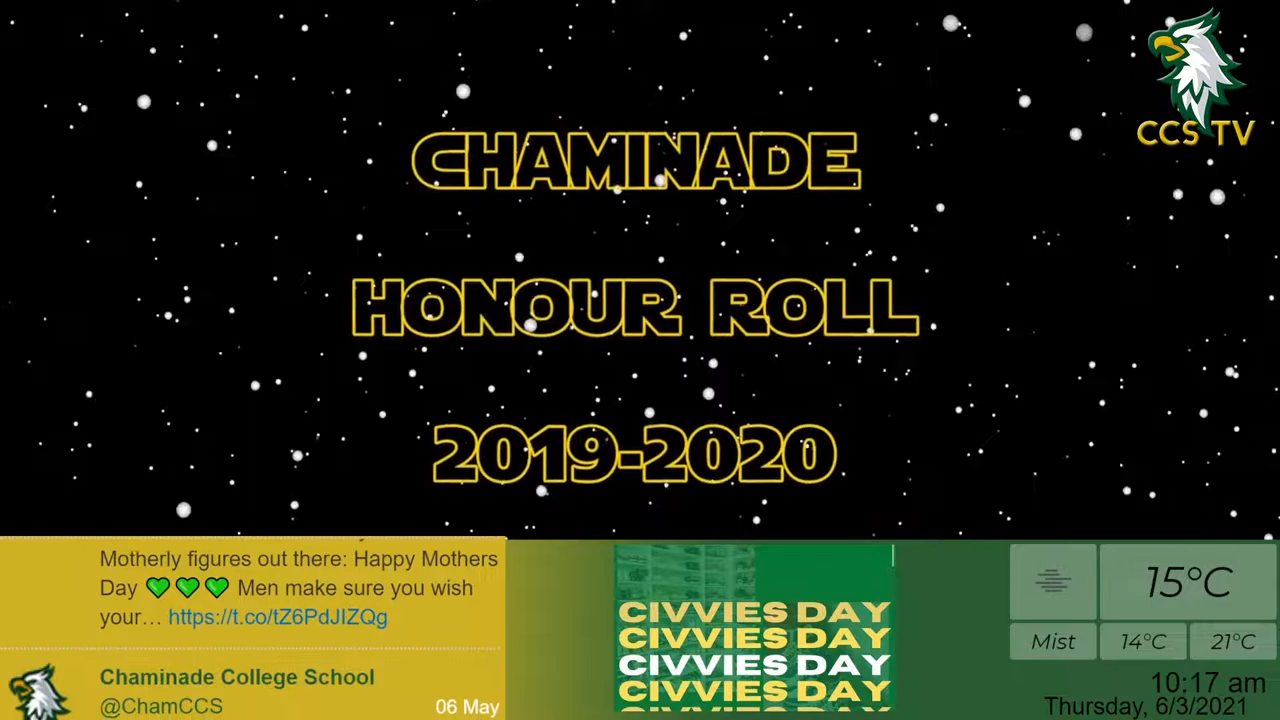 CCS TV
CHAMINADE
HONOUR ROLL
2019-2020
Motherly figures out there: Happy Mothers
Day 💚💚💚 Men make sure you wish
your… https://t.co/tZ6PdJIZQg
Chaminade College School
@ChamCCS
06 May
CIVVIES DAY
CIVVIES DAY
CIVVIES DAY
CIVVIES DAY
15°C
Mist
14°C
21°C
10:17 am
Thursday, 6/3/2021